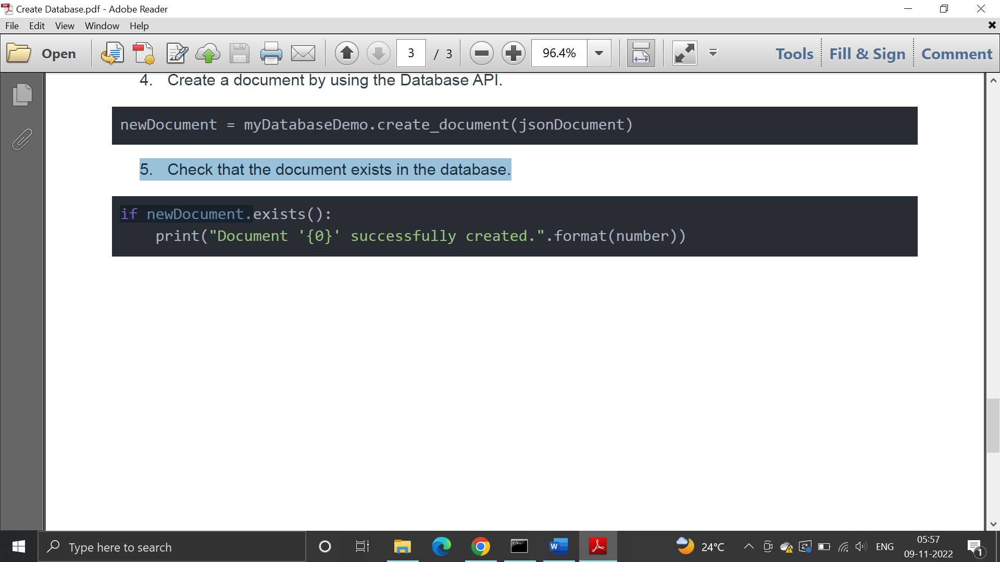 Create Database.pdf - Adobe Reader
File Edit View Window Help
Open 3 / 3 96.4% Tools Fill & Sign Comment
4. Create a document by using the Database API.
newDocument = myDatabaseDemo.create_document(jsonDocument)
5. Check that the document exists in the database.
if newDocument.exists():
print("Document '{0}' successfully created.".format(number))
Type here to search
24°C
ENG
05:57
09-11-2022
1